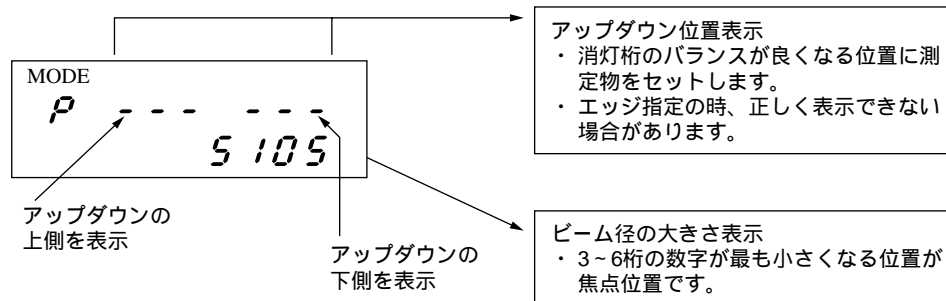 MODE
P --- ---
5105
アップダウンの
上側を表示
アップダウンの
下側を表示
アップダウン位置表示
・ 消灯桁のバランスが良くなる位置に測
定物をセットします。
・ エッジ指定の時、正しく表示できない
場合があります。
ビーム径の大きさ表示
・ 3~6桁の数字が最も小さくなる位置が
焦点位置です。